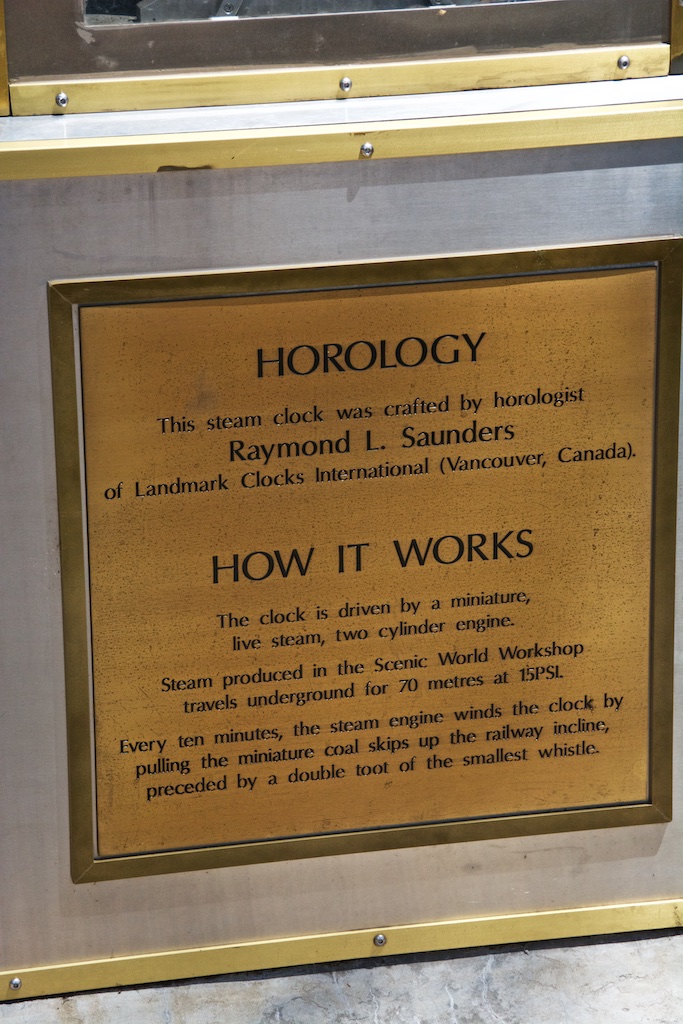 HOROLOGY
This steam clock was crafted by horologist
Raymond L. Saunders
of Landmark Clocks International (Vancouver, Canada).
HOW IT WORKS
The clock is driven by a miniature,
live steam, two cylinder engine.
Steam produced in the Scenic World Workshop
travels underground for 70 metres at 15PSI.
Every ten minutes, the steam engine winds the clock by
pulling the miniature coal skips up the railway incline,
preceded by a double toot of the smallest whistle.